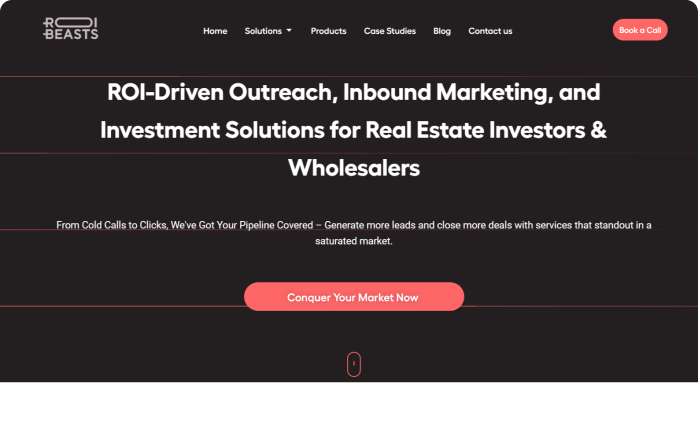 ROI
BEASTS
Home
Solutions
Products
Case Studies
Blog
Contact us
Book a Call
ROI-Driven Outreach, Inbound Marketing, and
Investment Solutions for Real Estate Investors &
Wholesalers
From Cold Calls to Clicks, We've Got Your Pipeline Covered – Generate more leads and close more deals with services that standout in a
saturated market.
Conquer Your Market Now